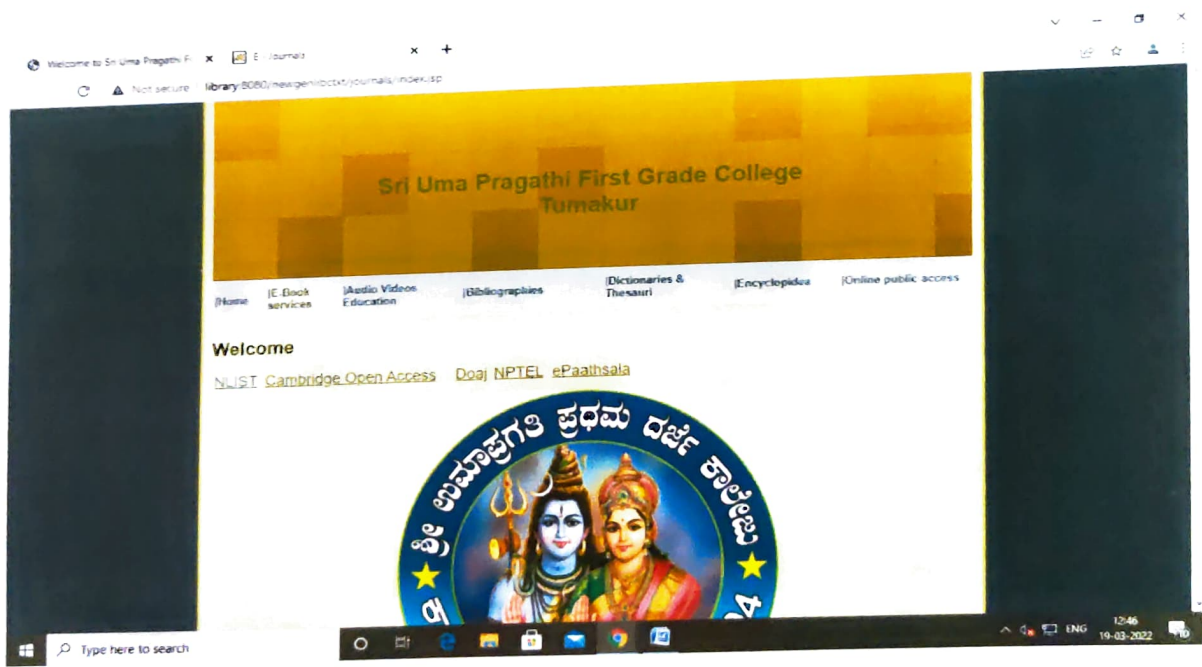 Welcome to Sri Uma Pragathi Fi
E - Journals
Not secure library:8080/newgenlibctxt/journals/index.jsp
Sri Uma Pragathi First Grade College
Tumakur
|Home |E-Book services |Audio Videos Education |Bibliographies |Dictionaries & Thesauri |Encyclopidea |Online public access
Welcome
NLIST Cambridge Open Access Doaj NPTEL ePaathsala
ಶ್ರೀ ಉಮಾಪ್ರಗತಿ ಪ್ರಥಮ ದರ್ಜೆ ಕಾಲೇಜು
Type here to search
ENG
12:46
19-03-2022